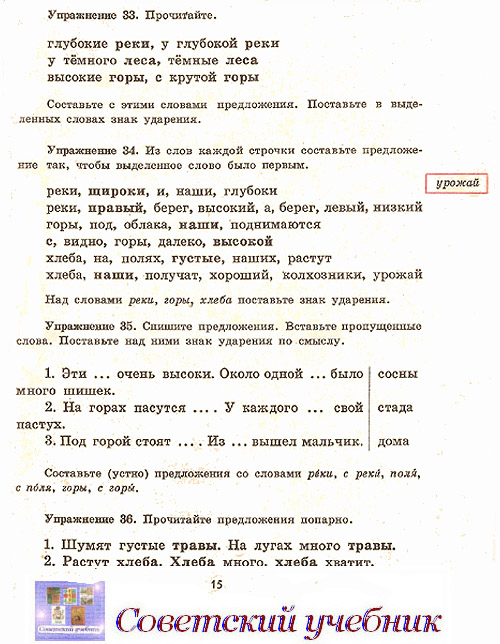 Упражнение 33. Прочитайте.
глубокие реки, у глубокой реки
у тёмного леса, тёмные леса
высокие горы, с крутой горы
Составьте с этими словами предложения. Поставьте в выде-
ленных словах знак ударения.
Упражнение 34. Из слов каждой строчки составьте предложе-
ние так, чтобы выделенное слово было первым.
урожай
реки, широки, и, наши, глубоки
реки, правый, берег, высокий, а, берег, левый, низкий
горы, под, облака, наши, поднимаются
с, видно, горы, далеко, высокой
хлеба, на, полях, густые, наших, растут
хлеба, наши, получат, хороший, колхозники, урожай
Над словами реки, горы, хлеба поставьте знак ударения.
Упражнение 35. Спишите предложения. Вставьте пропущенные
слова. Поставьте над ними знак ударения по смыслу.
1. Эти ... очень высоки. Около одной ... было сосны
много шишек.
2. На горах пасутся .... У каждого ... свой стада
пастух.
3. Под горой стоят .... Из ... вышел мальчик. дома
Составьте (устно) предложения со словами ре́ки, с реки́, поля́,
с по́ля, горы, с горы́.
Упражнение 36. Прочитайте предложения попарно.
1. Шумят густые травы. На лугах много травы.
2. Растут хлеба. Хлеба много, хлеба хватит.
15
Советский учебник
Советский учебник